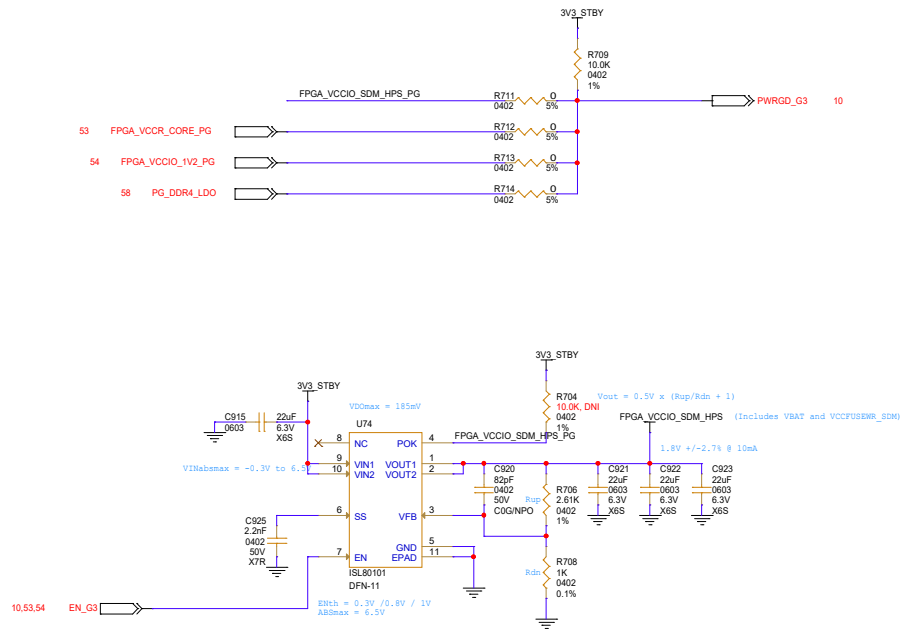 3V3_STBY
R709
10.0K
0402
1%
FPGA_VCCIO_SDM_HPS_PG
R711 0
0402 5%
PWRGD_G3 10
53 FPGA_VCCR_CORE_PG
R712 0
0402 5%
54 FPGA_VCCIO_1V2_PG
R713 0
0402 5%
58 PG_DDR4_LDO
R714 0
0402 5%
3V3_STBY
R704
10.0K, DNI
0402
1%
Vout = 0.5V x (Rup/Rdn + 1)
FPGA_VCCIO_SDM_HPS
(Includes VBAT and VCCFUSEWR_SDM)
1.8V +/-2.7% @ 10mA
3V3_STBY
C915
0603
22uF
6.3V
X6S
VDOmax = 185mV
U74
8 NC
POK 4
FPGA_VCCIO_SDM_HPS_PG
9 VIN1
VOUT1 1
10 VIN2
VOUT2 2
VINabsmax = -0.3V to 6.5V
6 SS
VFB 3
7 EN
GND 5
EPAD 11
ISL80101
DFN-11
C925
2.2nF
0402
50V
X7R
C920
82pF
0402
50V
C0G/NPO
Rup
R706
2.61K
0402
1%
C921
22uF
0603
6.3V
X6S
C922
22uF
0603
6.3V
X6S
C923
22uF
0603
6.3V
X6S
Rdn
R708
1K
0402
0.1%
10,53,54 EN_G3
ENth = 0.3V /0.8V / 1V
ABSmax = 6.5V